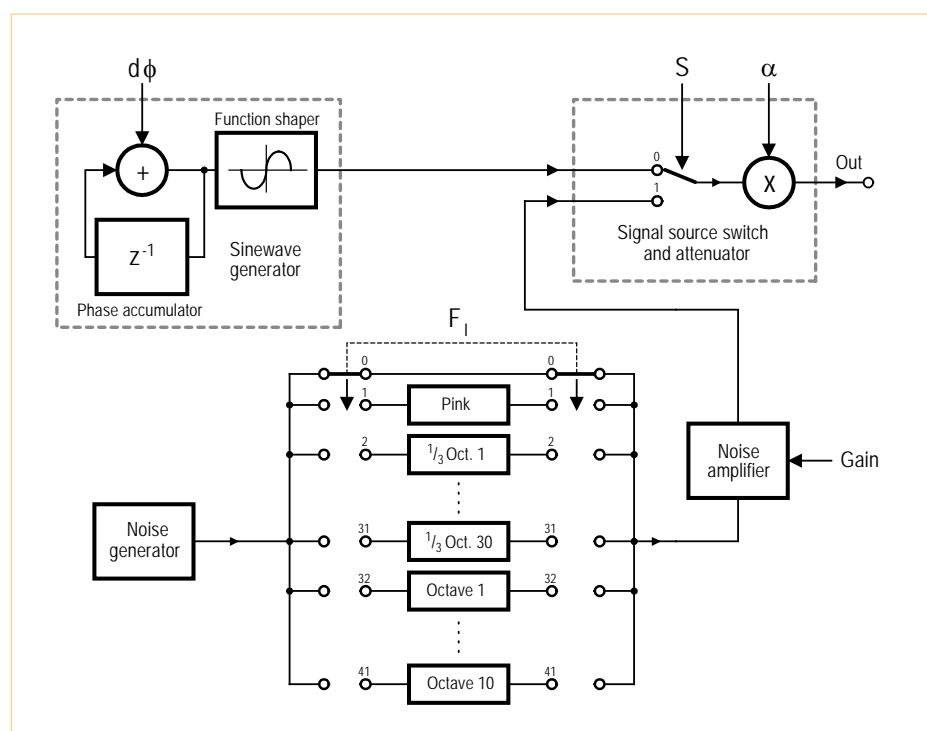 dϕ
S
α
Function shaper
+
0
1
X
Out
Z-1
Sinewave
generator
Signal source switch
and attenuator
Phase accumulator
FI
0
0
1
Pink
1
2
1/3 Oct. 1
2
Noise
amplifier
Gain
Noise
generator
31
1/3 Oct. 30
31
32
Octave 1
32
41
Octave 10
41